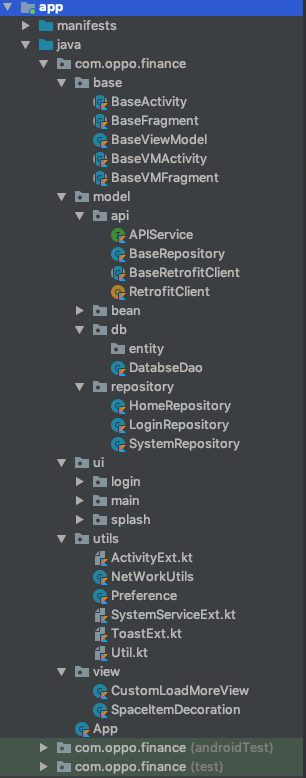 app
manifests
java
com.oppo.finance
base
BaseActivity
BaseFragment
BaseViewModel
BaseVMActivity
BaseVMFragment
model
api
APIService
BaseRepository
BaseRetrofitClient
RetrofitClient
bean
db
entity
DatabseDao
repository
HomeRepository
LoginRepository
SystemRepository
ui
login
main
splash
utils
ActivityExt.kt
NetWorkUtils
Preference
SystemServiceExt.kt
ToastExt.kt
Util.kt
view
CustomLoadMoreView
SpaceItemDecoration
App
com.oppo.finance (androidTest)
com.oppo.finance (test)